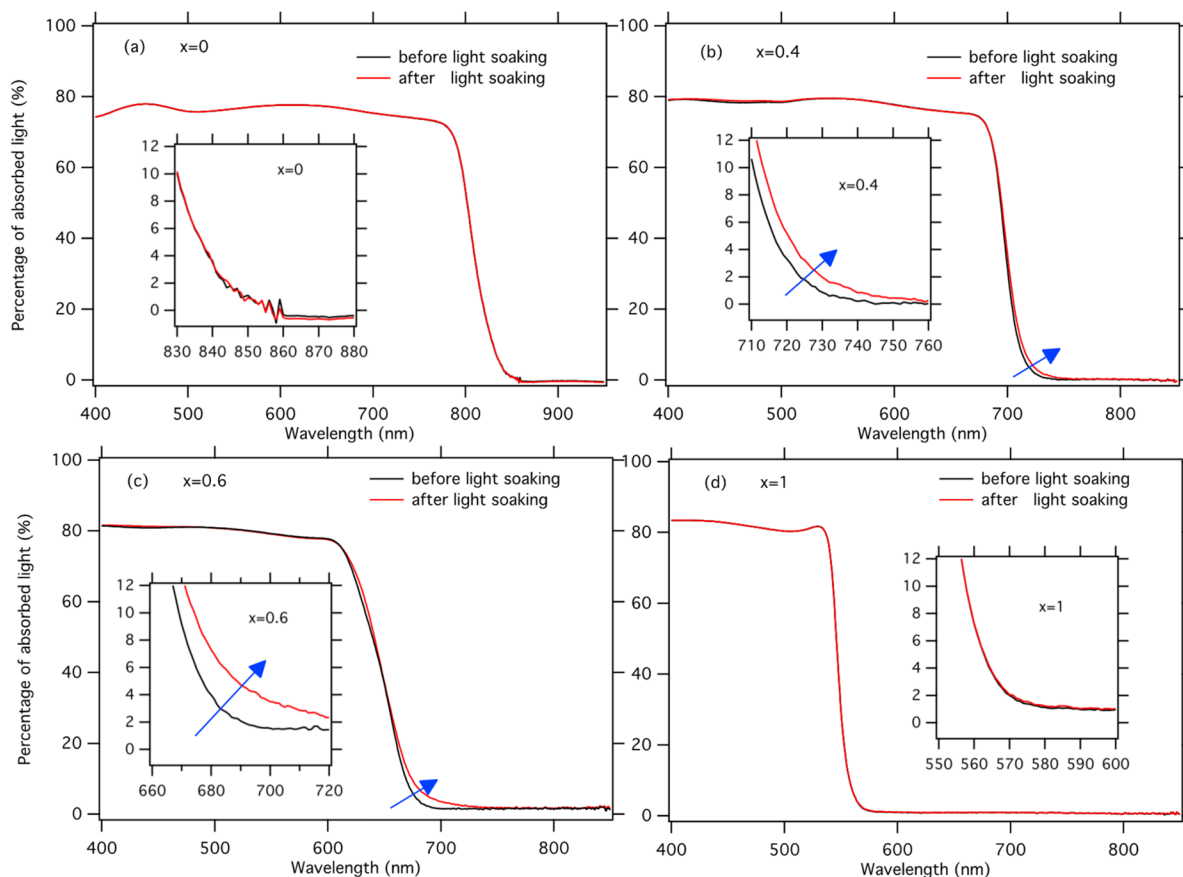 100
80
60
40
20
0
Percentage of absorbed light (%)
(a) x=0
before light soaking
after light soaking
12
10
8
6
4
2
0
x=0
830 840 850 860 870 880
400 500 600 700 800 900
Wavelength (nm)
100
80
60
40
20
0
(b) x=0.4
before light soaking
after light soaking
12
10
8
6
4
2
0
x=0.4
710 720 730 740 750 760
400 500 600 700 800
Wavelength (nm)
100
80
60
40
20
0
Percentage of absorbed light (%)
(c) x=0.6
before light soaking
after light soaking
12
10
8
6
4
2
0
x=0.6
660 680 700 720
400 500 600 700 800
Wavelength (nm)
100
80
60
40
20
0
(d) x=1
before light soaking
after light soaking
12
10
8
6
4
2
0
x=1
550 560 570 580 590 600
400 500 600 700 800
Wavelength (nm)